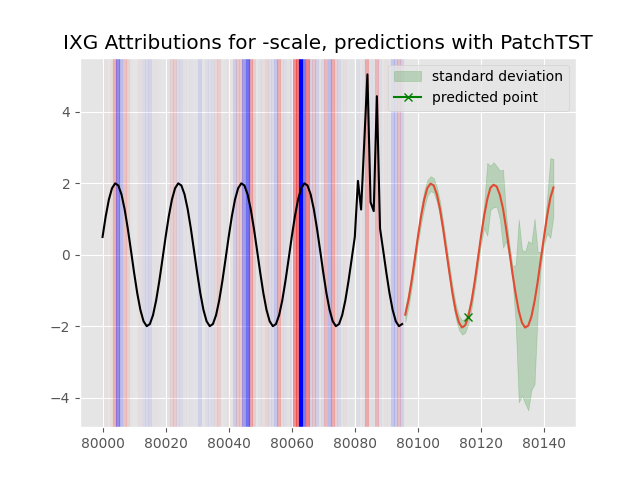 IXG Attributions for -scale, predictions with PatchTST
standard deviation
predicted point
4
2
0
−2
−4
80000 80020 80040 80060 80080 80100 80120 80140